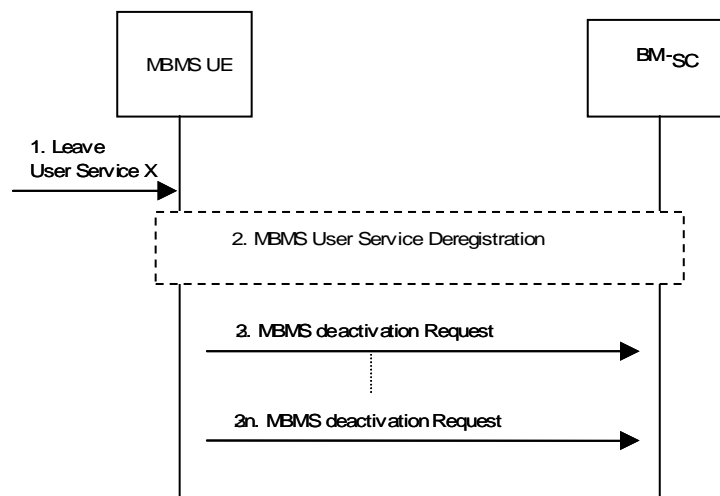 MBMS UE
BM-SC
1. Leave
User Service X
2. MBMS User Service Deregistration
3. MBMS deactivation Request
3n. MBMS deactivation Request